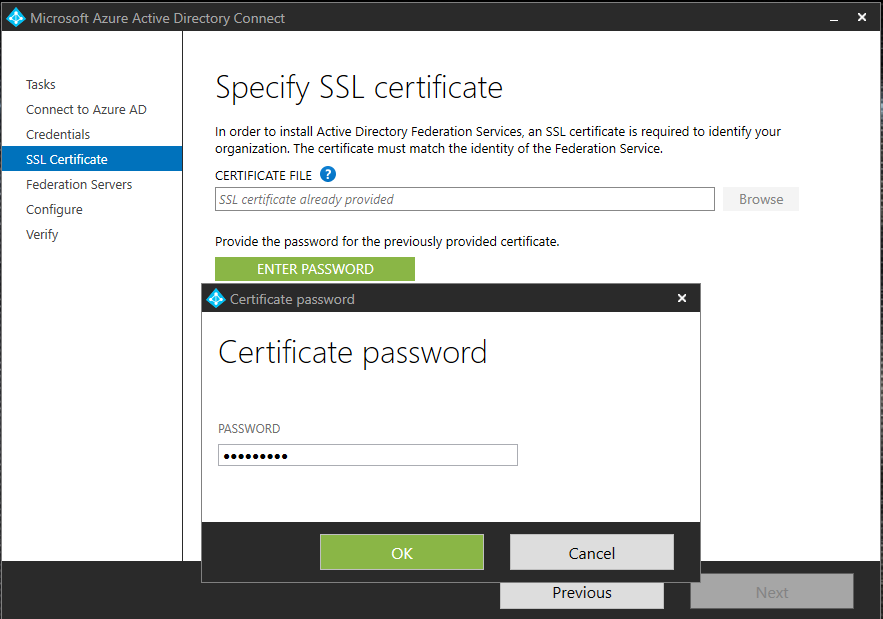 Microsoft Azure Active Directory Connect
Tasks
Connect to Azure AD
Credentials
SSL Certificate
Federation Servers
Configure
Verify
Specify SSL certificate
In order to install Active Directory Federation Services, an SSL certificate is required to identify your
organization. The certificate must match the identity of the Federation Service.
CERTIFICATE FILE ?
SSL certificate already provided
Browse
Provide the password for the previously provided certificate.
ENTER PASSWORD
Certificate password
Certificate password
PASSWORD
●●●●●●●●●
OK
Cancel
Previous
Next